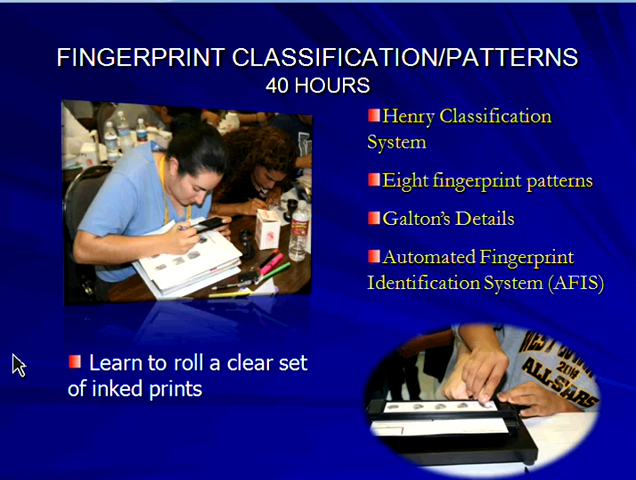 FINGERPRINT CLASSIFICATION/PATTERNS
40 HOURS
Henry Classification
System
Eight fingerprint patterns
Galton's Details
Automated Fingerprint
Identification System (AFIS)
Learn to roll a clear set
of inked prints
2014
ALL-STARS